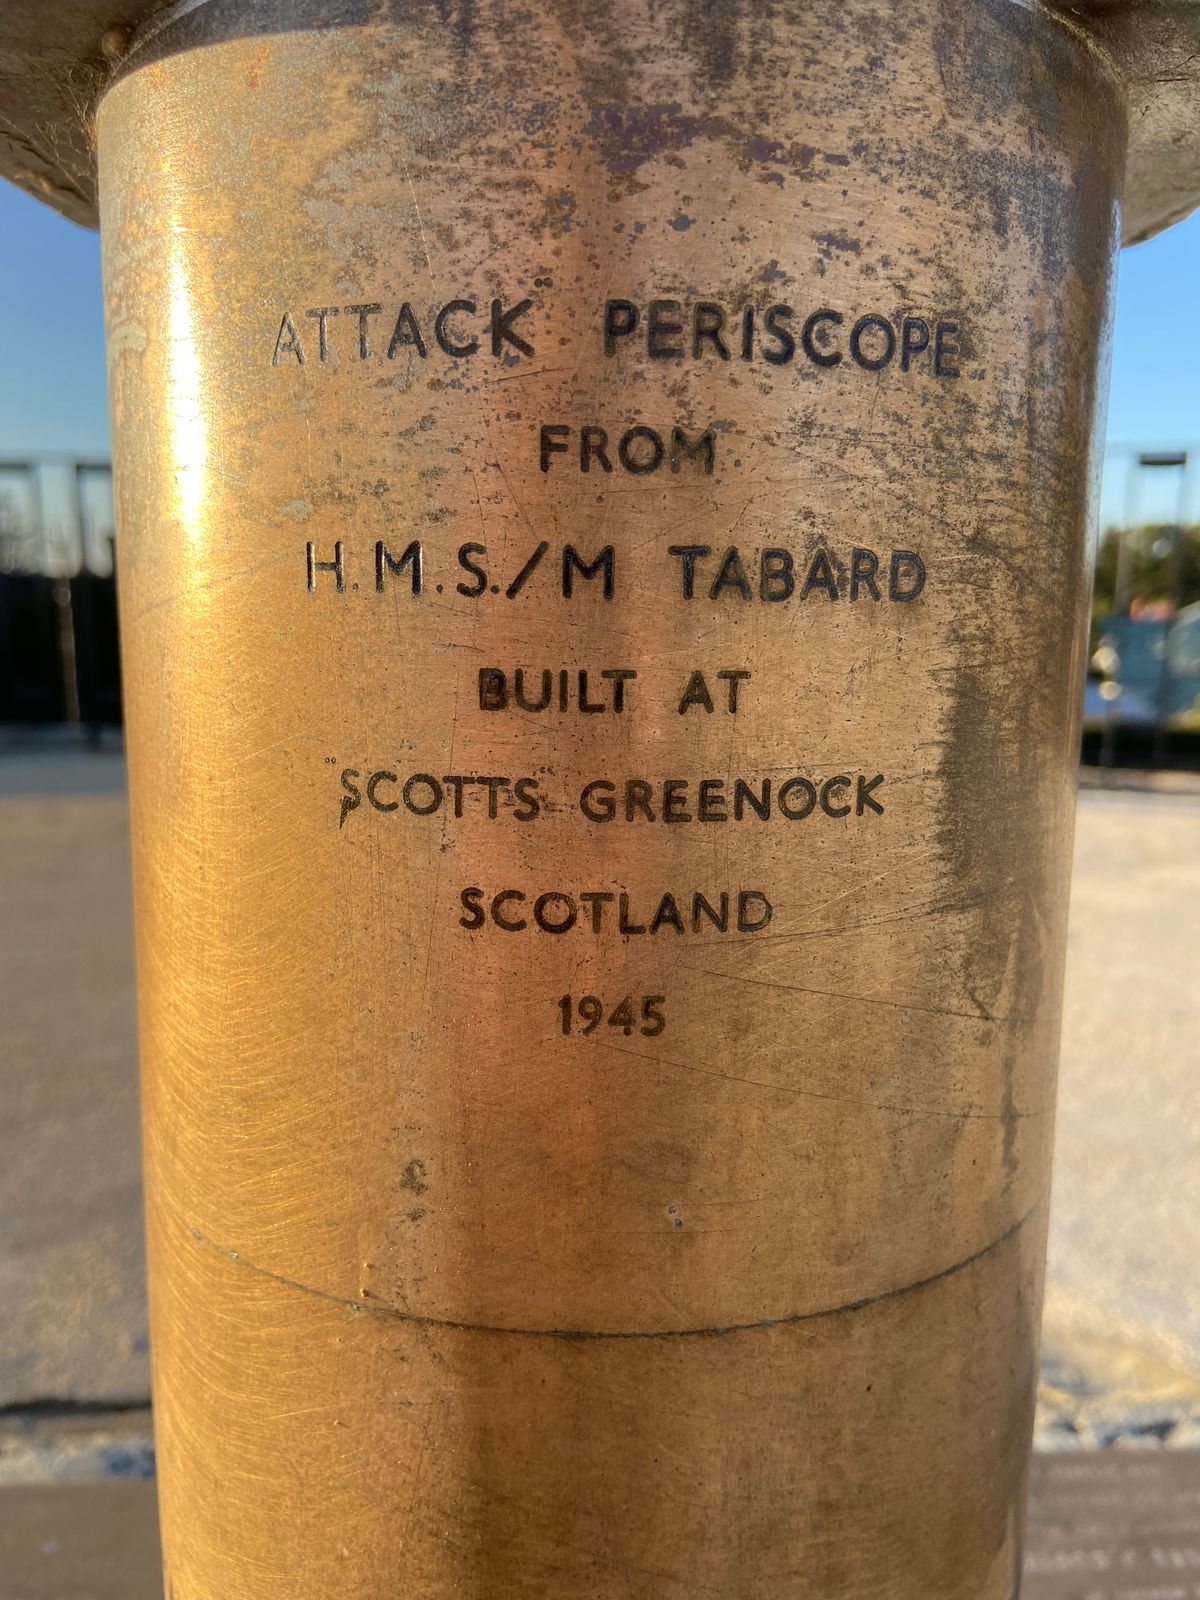 ATTACK PERISCOPE
FROM
H.M.S./M TABARD
BUILT AT
"SCOTTS" GREENOCK
SCOTLAND
1945